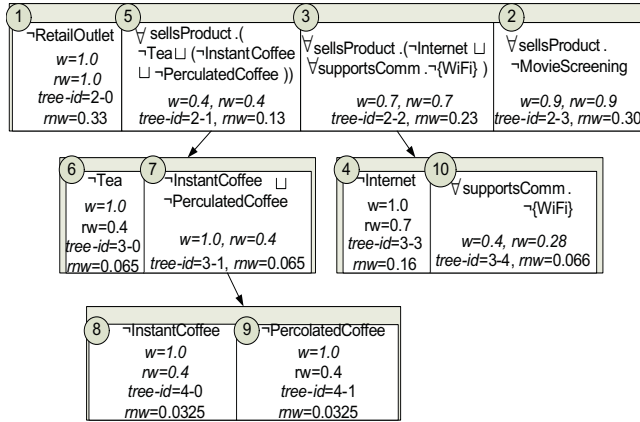 1
¬RetailOutlet
w=1.0
rw=1.0
tree-id=2-0
rnw=0.33
5
∀ sellsProduct .(
¬Tea⊔ (¬InstantCoffee
⊔ ¬PerculatedCoffee ))
w=0.4, rw=0.4
tree-id=2-1, rnw=0.13
3
∀ sellsProduct .(¬Internet ⊔
∀ supportsComm .¬{WiFi} )
w=0.7, rw=0.7
tree-id=2-2, rnw=0.23
2
∀ sellsProduct .
¬MovieScreening
w=0.9, rw=0.9
tree-id=2-3, rnw=0.30
6
¬Tea
w=1.0
rw=0.4
tree-id=3-0
rnw=0.065
7
¬InstantCoffee ⊔
¬PerculatedCoffee
w=1.0, rw=0.4
tree-id=3-1, rnw=0.065
4
¬Internet
w=1.0
rw=0.7
tree-id=3-3
rnw=0.16
10
∀ supportsComm .
¬{WiFi}
w=0.4, rw=0.28
tree-id=3-4, rnw=0.066
8
¬InstantCoffee
w=1.0
rw=0.4
tree-id=4-0
rnw=0.0325
9
¬PercolatedCoffee
w=1.0
rw=0.4
tree-id=4-1
rnw=0.0325